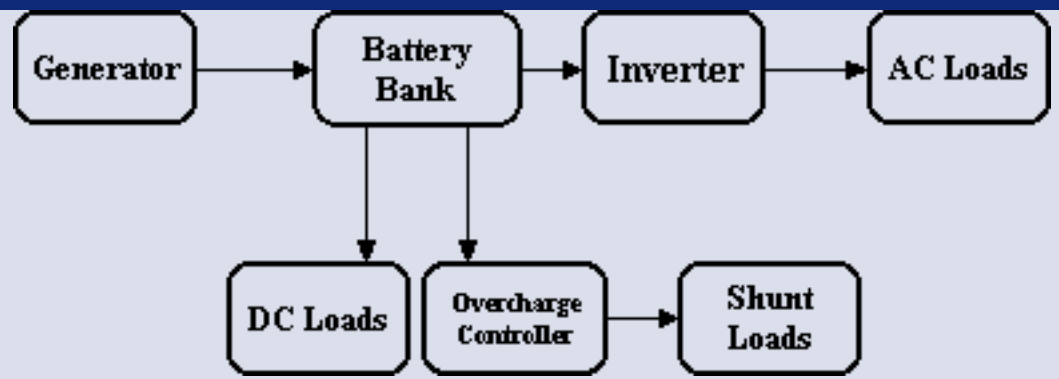 Generator
Battery
Bank
Inverter
AC Loads
DC Loads
Overcharge
Controller
Shunt
Loads